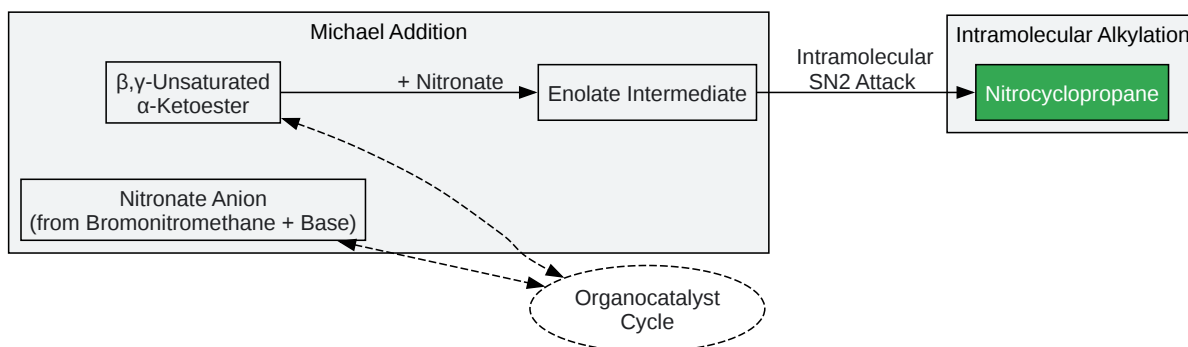 Michael Addition
Intramolecular Alkylation
β,γ-Unsaturated
α-Ketoester
+ Nitronate
Enolate Intermediate
Intramolecular
SN2 Attack
Nitrocyclopropane
Nitronate Anion
(from Bromonitromethane + Base)
Organocatalyst
Cycle